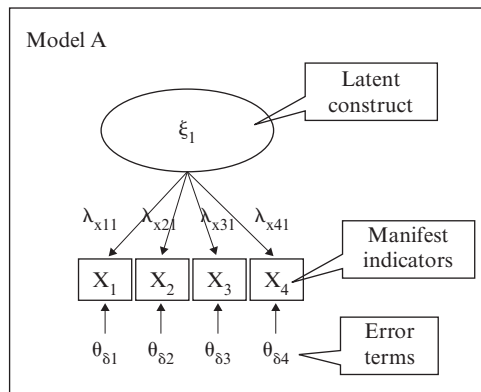 Model A
Latent
construct
ξ1
λx11 λx21 λx31 λx41
Manifest
indicators
X1 X2 X3 X4
Error
terms
θδ1 θδ2 θδ3 θδ4